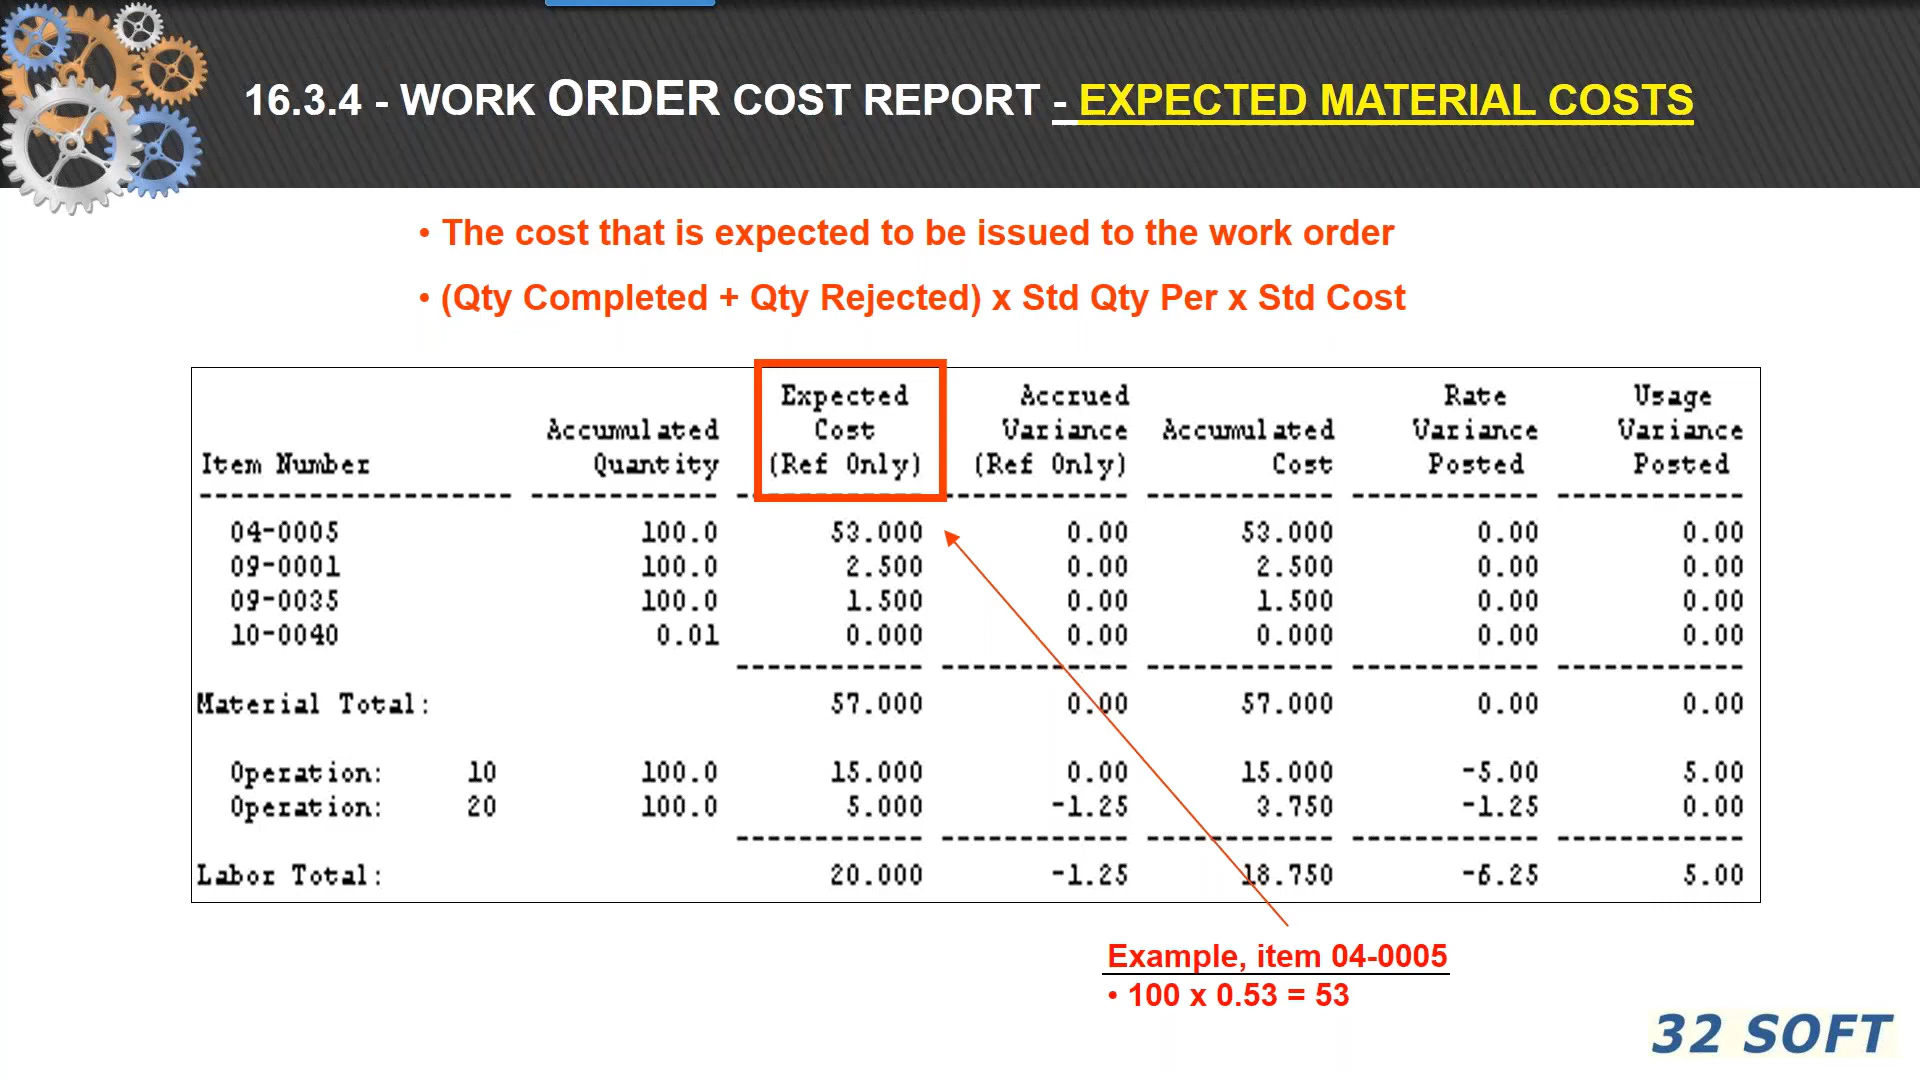 16.3.4 - WORK ORDER COST REPORT - EXPECTED MATERIAL COSTS
• The cost that is expected to be issued to the work order
• (Qty Completed + Qty Rejected) x Std Qty Per x Std Cost
Expected Accrued Rate Usage
Accumulated Cost Variance Accumulated Variance Variance
Item Number Quantity (Ref Only) (Ref Only) Cost Posted Posted
04-0005 100.0 53.000 0.00 53.000 0.00 0.00
09-0001 100.0 2.500 0.00 2.500 0.00 0.00
09-0035 100.0 1.500 0.00 1.500 0.00 0.00
10-0040 0.01 0.000 0.00 0.000 0.00 0.00
Material Total: 57.000 0.00 57.000 0.00 0.00
Operation: 10 100.0 15.000 0.00 15.000 -5.00 5.00
Operation: 20 100.0 5.000 -1.25 3.750 -1.25 0.00
Labor Total: 20.000 -1.25 18.750 -6.25 5.00
Example, item 04-0005
• 100 x 0.53 = 53
32 SOFT